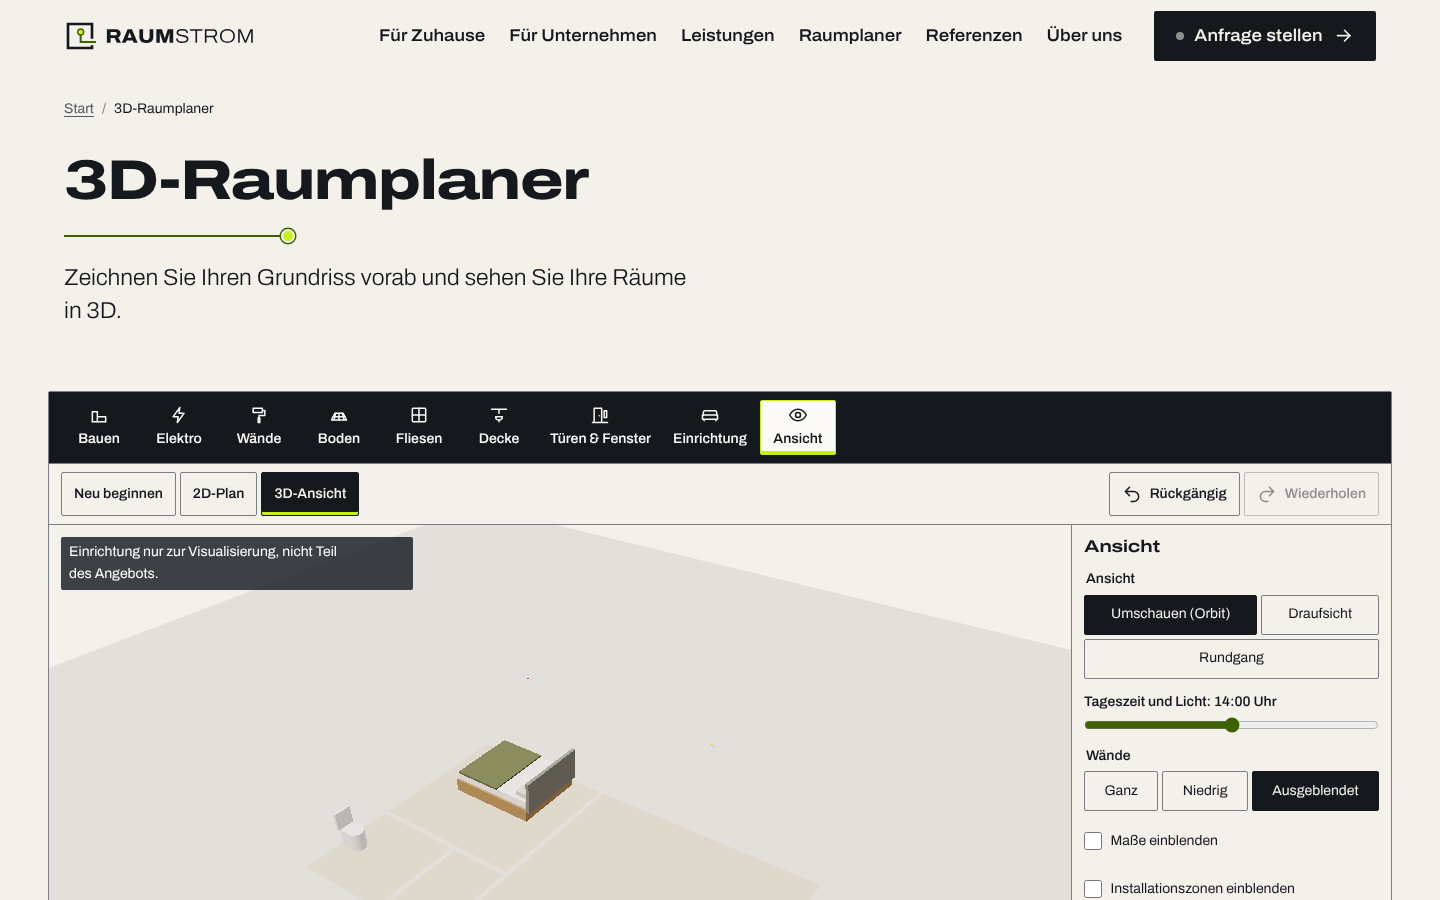 RAUMSTROM
Für Zuhause
Für Unternehmen
Leistungen
Raumplaner
Referenzen
Über uns
Anfrage stellen
Start / 3D-Raumplaner
3D-Raumplaner
Zeichnen Sie Ihren Grundriss vorab und sehen Sie Ihre Räume
in 3D.
Bauen
Elektro
Wände
Boden
Fliesen
Decke
Türen & Fenster
Einrichtung
Ansicht
Neu beginnen
2D-Plan
3D-Ansicht
Rückgängig
Wiederholen
Einrichtung nur zur Visualisierung, nicht Teil
des Angebots.
Ansicht
Ansicht
Umschauen (Orbit)
Draufsicht
Rundgang
Tageszeit und Licht: 14:00 Uhr
Wände
Ganz
Niedrig
Ausgeblendet
Maße einblenden
Installationszonen einblenden